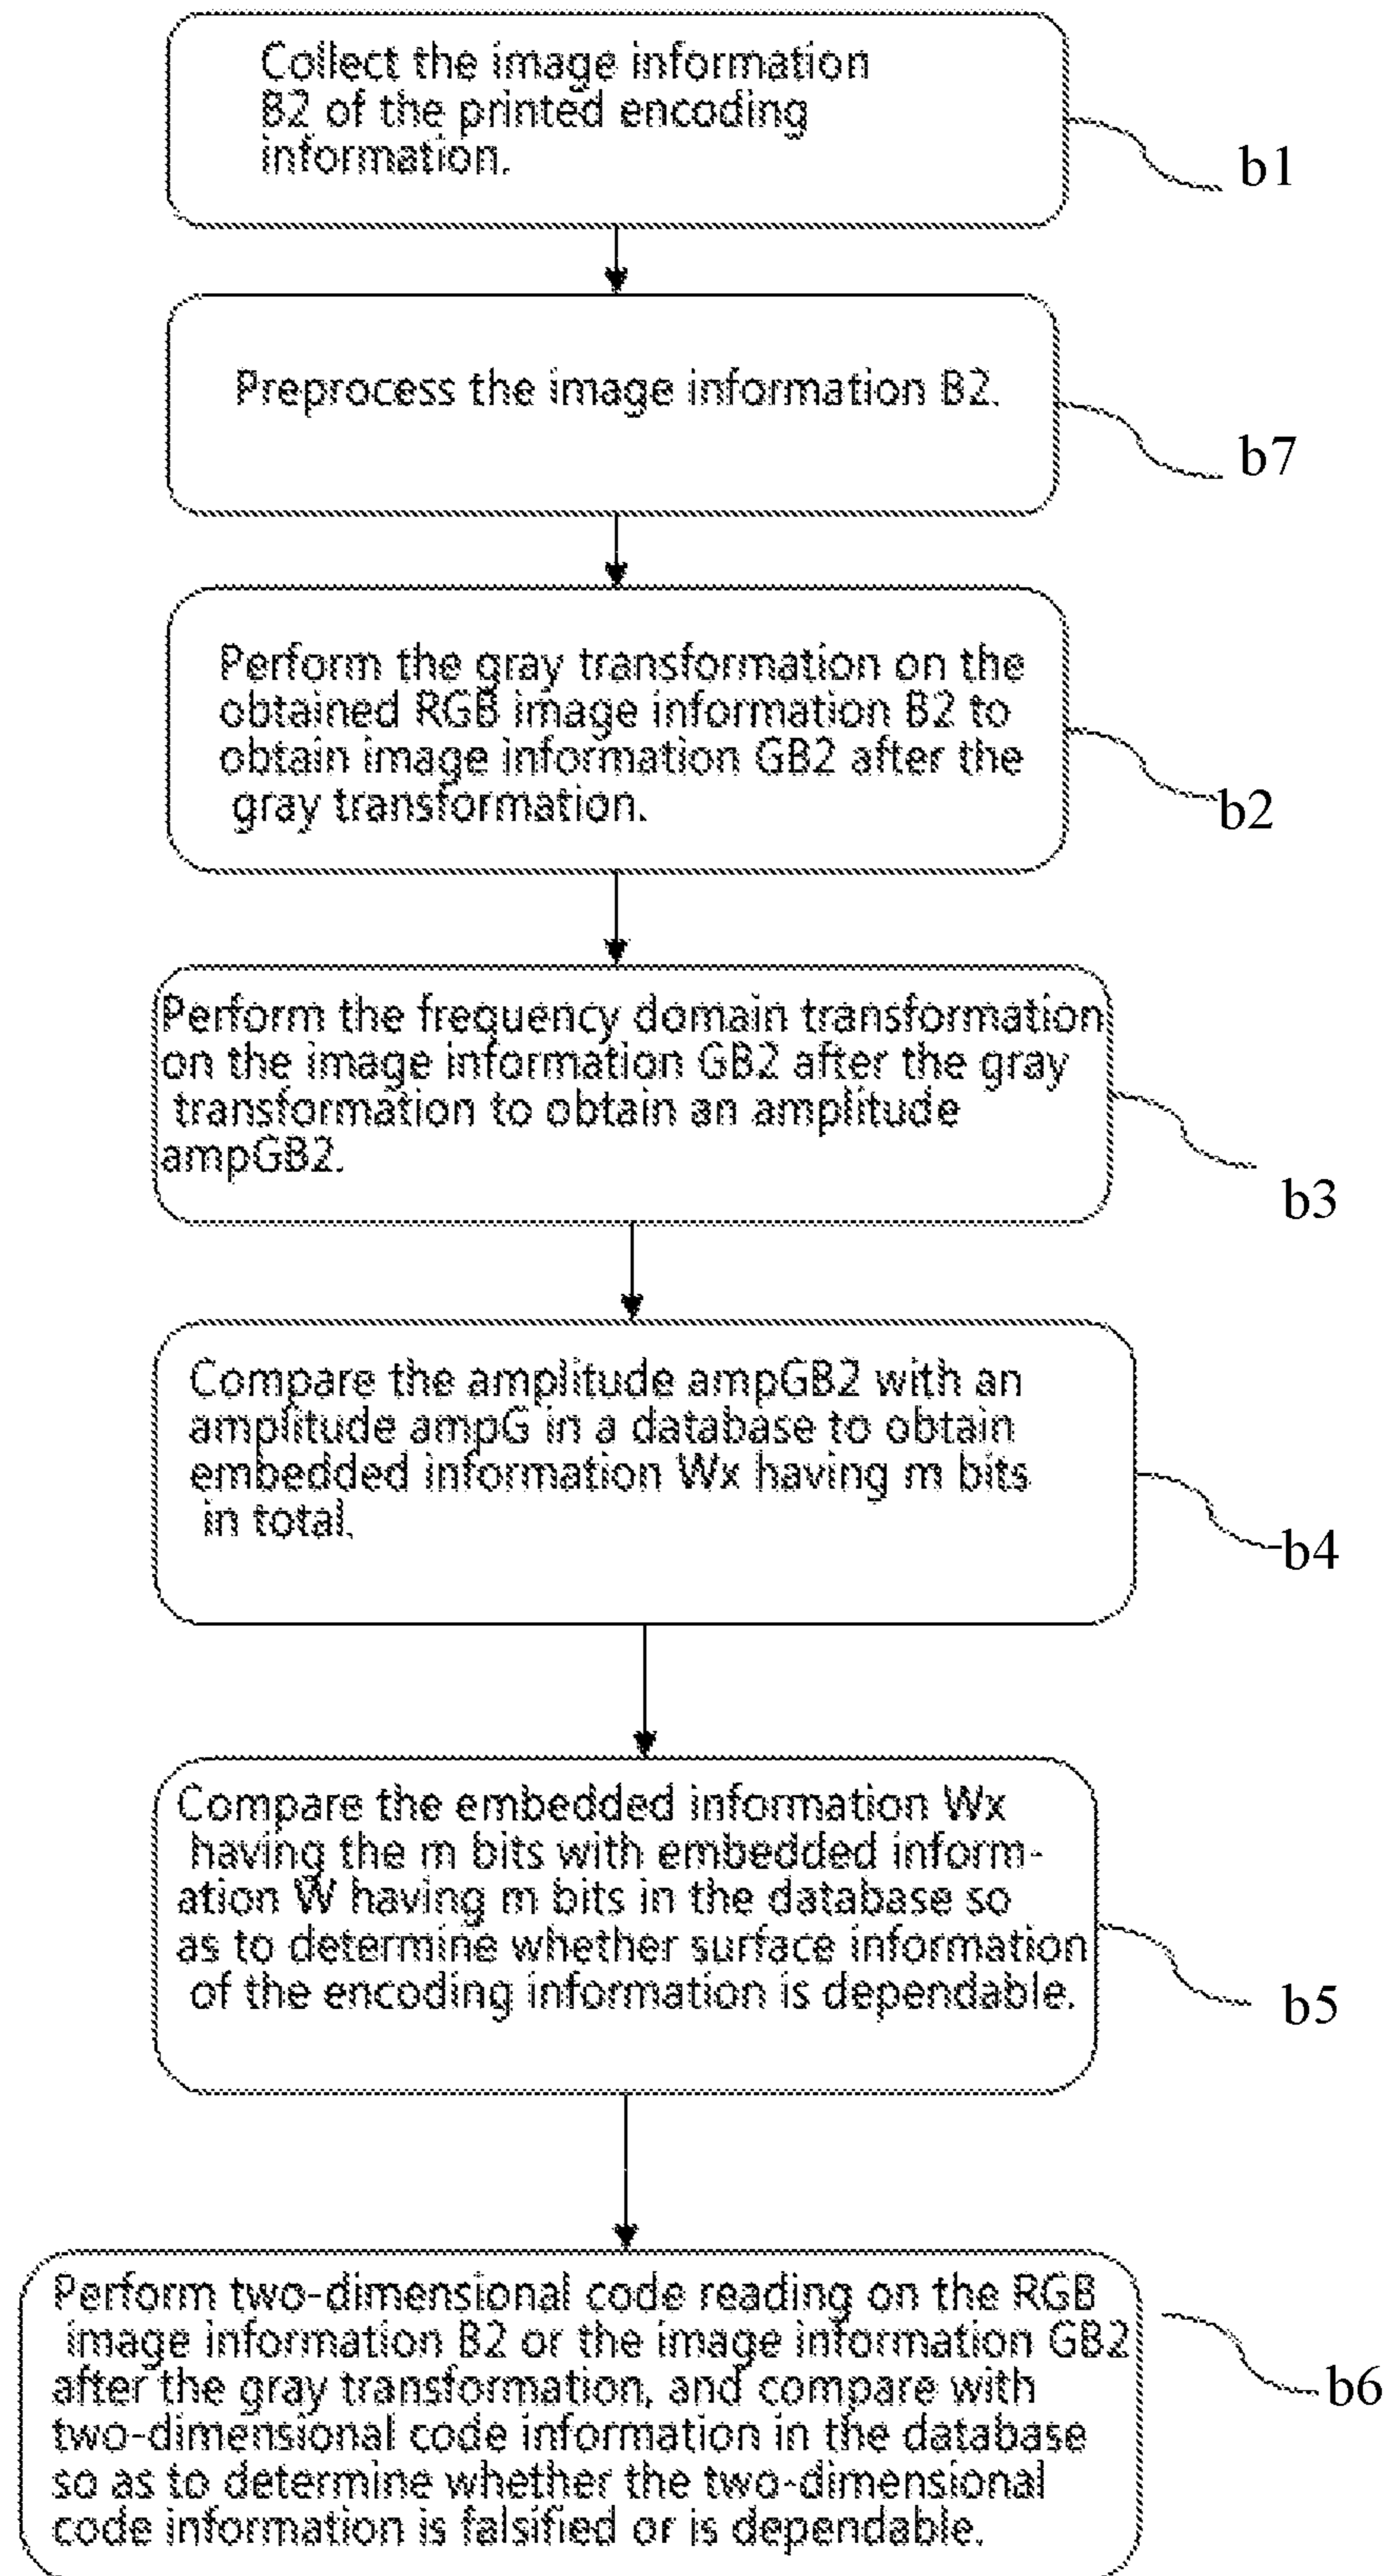 Collect the image information
B2 of the printed encoding
information.
b1
Preprocess the image information B2.
b7
Perform the gray transformation on the
obtained RGB image information B2 to
obtain image information GB2 after the
gray transformation.
b2
Perform the frequency domain transformation
on the image information GB2 after the gray
transformation to obtain an amplitude
ampGB2.
b3
Compare the amplitude ampGB2 with an
amplitude ampG in a database to obtain
embedded information Wx having m bits
in total.
b4
Compare the embedded information Wx
having the m bits with embedded inform-
ation W having m bits in the database so
as to determine whether surface information
of the encoding information is dependable.
b5
Perform two-dimensional code reading on the RGB
image information B2 or the image information GB2
after the gray transformation, and compare with
two-dimensional code information in the database
so as to determine whether the two-dimensional
code information is falsified or is dependable.
b6